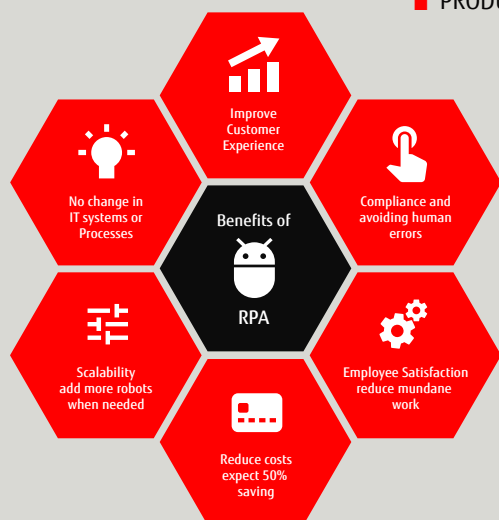 Improve
Customer
Experience
No change in
IT systems or
Processes
Compliance and
avoiding human
errors
Benefits of
RPA
Scalability
add more robots
when needed
Employee Satisfaction
reduce mundane
work
Reduce costs
expect 50%
saving